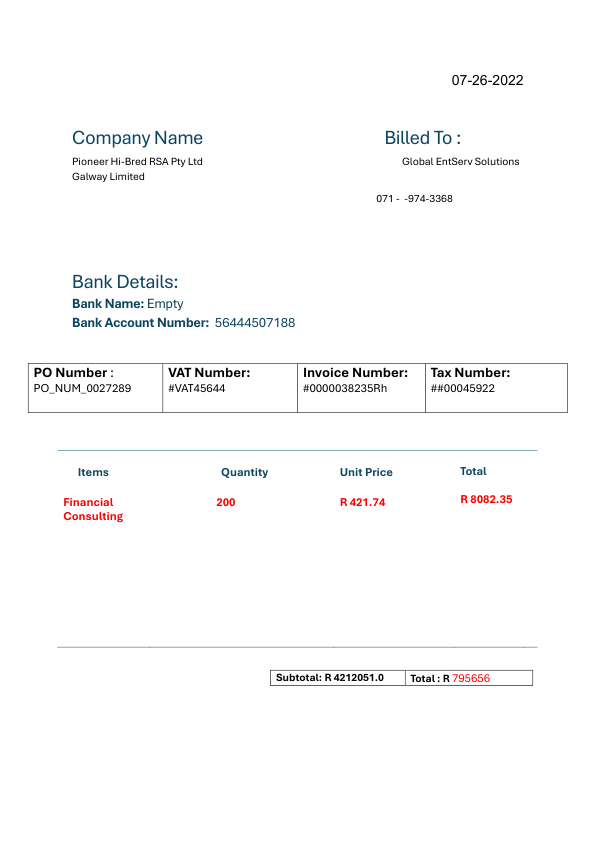 07-26-2022
Company Name
Billed To :
Pioneer Hi-Bred RSA Pty Ltd
Galway Limited
Global EntServ Solutions
071 - -974-3368
Bank Details:
Bank Name: Empty
Bank Account Number: 56444507188
PO Number : VAT Number: Invoice Number: Tax Number:
PO_NUM_0027289 #VAT45644 #0000038235Rh ##00045922
Items Quantity Unit Price Total
Financial 200 R 421.74 R 8082.35
Consulting
Subtotal: R 4212051.0 Total : R 795656